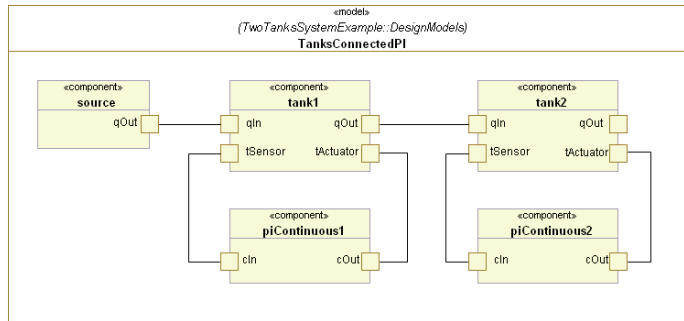 «model»
(TwoTanksSystemExample::DesignModels)
TanksConnectedPI
«component» «component» «component»
source tank1 tank2
qOut qIn qOut qIn qOut
tSensor tActuator tSensor tActuator
«component» «component»
piContinuous1 piContinuous2
cIn cOut cIn cOut